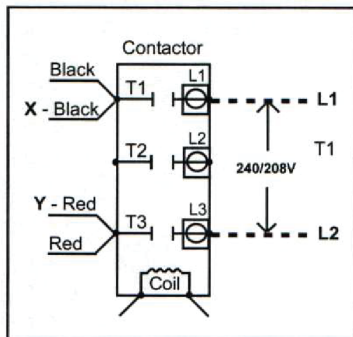 Contactor
Black
T1
L1
L1
X - Black
T1
L2
T2
240/208V
Y - Red
T3
L3
L2
Red
Coil